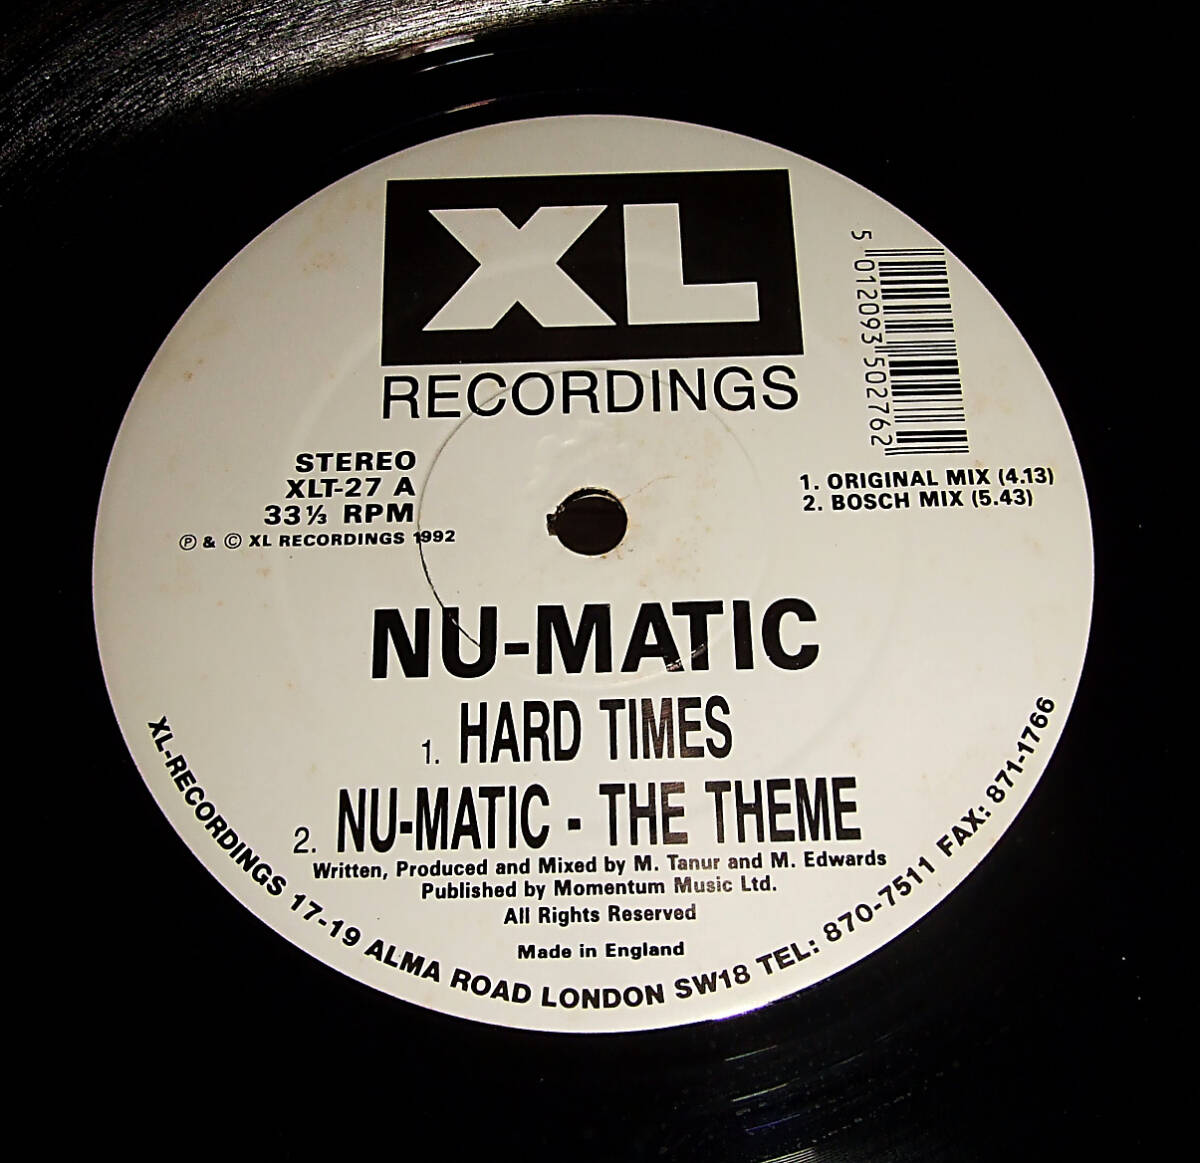 XL
RECORDINGS
5 012093 502762
STEREO
XLT-27 A
33⅓ RPM
Ⓟ & © XL RECORDINGS 1992
1. ORIGINAL MIX (4.13)
2. BOSCH MIX (5.43)
NU-MATIC
1. HARD TIMES
2. NU-MATIC - THE THEME
Written, Produced and Mixed by M. Tanur and M. Edwards
Published by Momentum Music Ltd.
All Rights Reserved
Made in England
XL-RECORDINGS 17-19 ALMA ROAD LONDON SW18 TEL: 870-7511 FAX: 871-1766